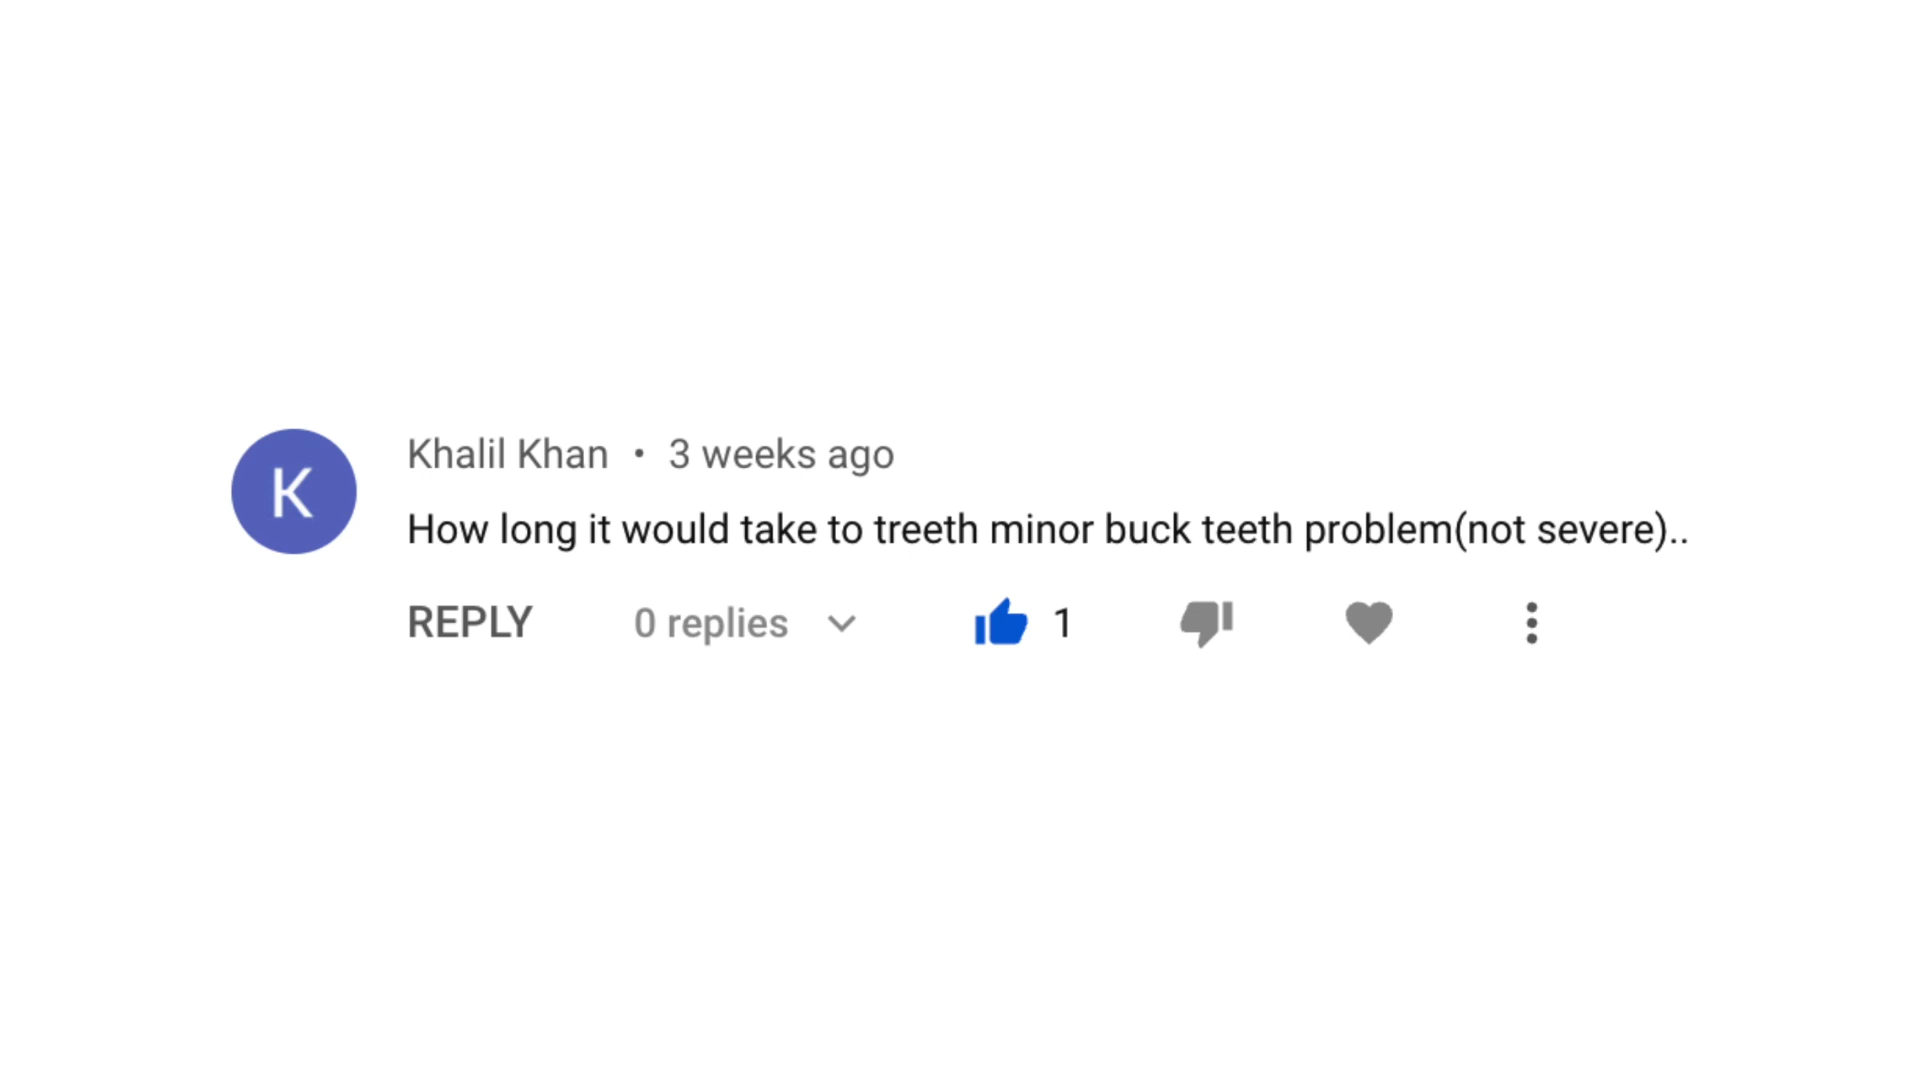 K
Khalil Khan • 3 weeks ago
How long it would take to treeth minor buck teeth problem(not severe)..
REPLY 0 replies 1